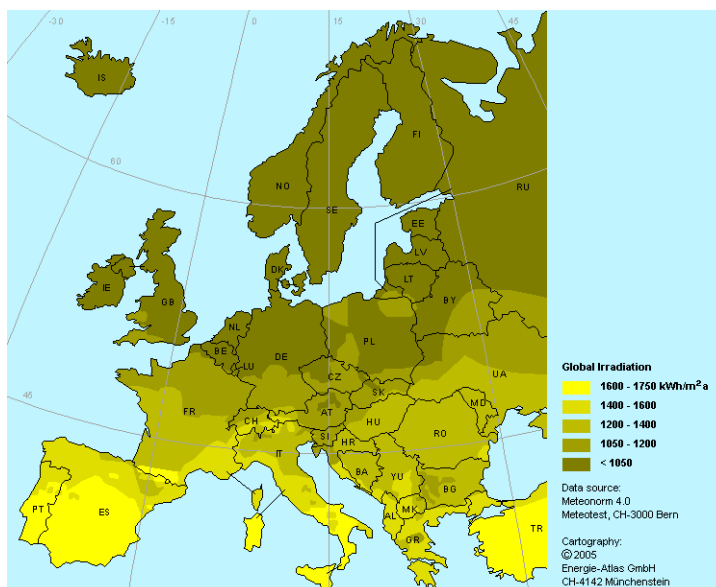 -30
-15
0
15
30
45
IS
60
FI
NO
RU
SE
EE
LV
DK
LT
IE
GB
BY
NL
PL
BE
DE
LU
UA
CZ
SK
45
FR
AT
MD
CH
HU
SI
RO
HR
IT
BA
YU
BG
PT
ES
AL
MK
TR
GR
Global Irradiation
1600 - 1750 kWh/m²a
1400 - 1600
1200 - 1400
1050 - 1200
< 1050
Data source:
Meteonorm 4.0
Meteotest, CH-3000 Bern
Cartography:
© 2005
Energie-Atlas GmbH
CH-4142 Münchenstein